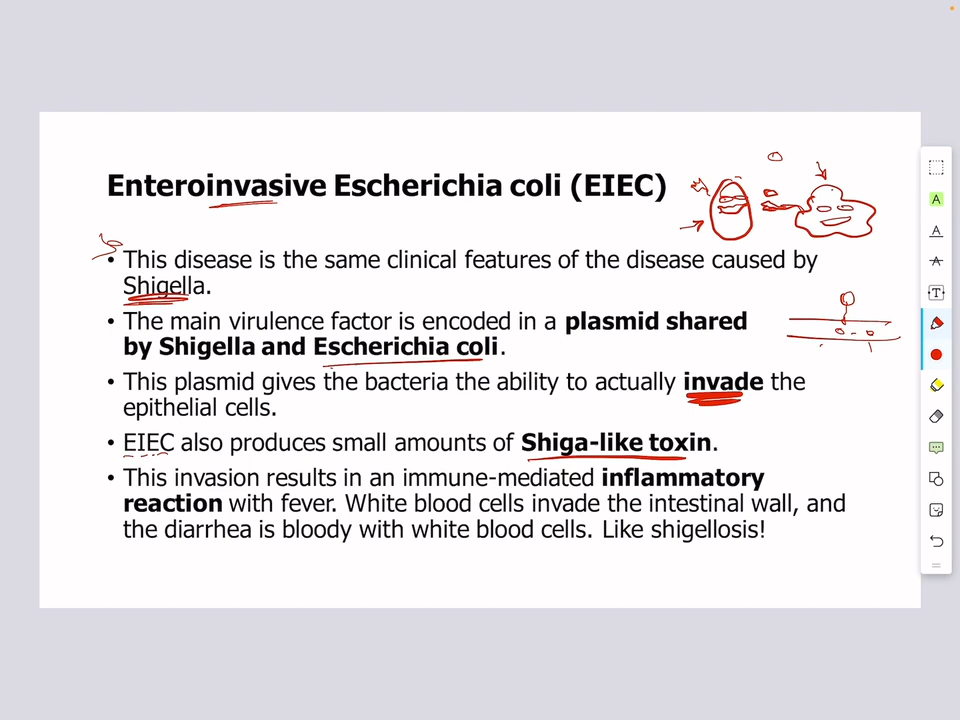 Enteroinvasive Escherichia coli (EIEC)
• This disease is the same clinical features of the disease caused by
Shigella.
• The main virulence factor is encoded in a plasmid shared
by Shigella and Escherichia coli.
• This plasmid gives the bacteria the ability to actually invade the
epithelial cells.
• EIEC also produces small amounts of Shiga-like toxin.
• This invasion results in an immune-mediated inflammatory
reaction with fever. White blood cells invade the intestinal wall, and
the diarrhea is bloody with white blood cells. Like shigellosis!
A
A
A
T